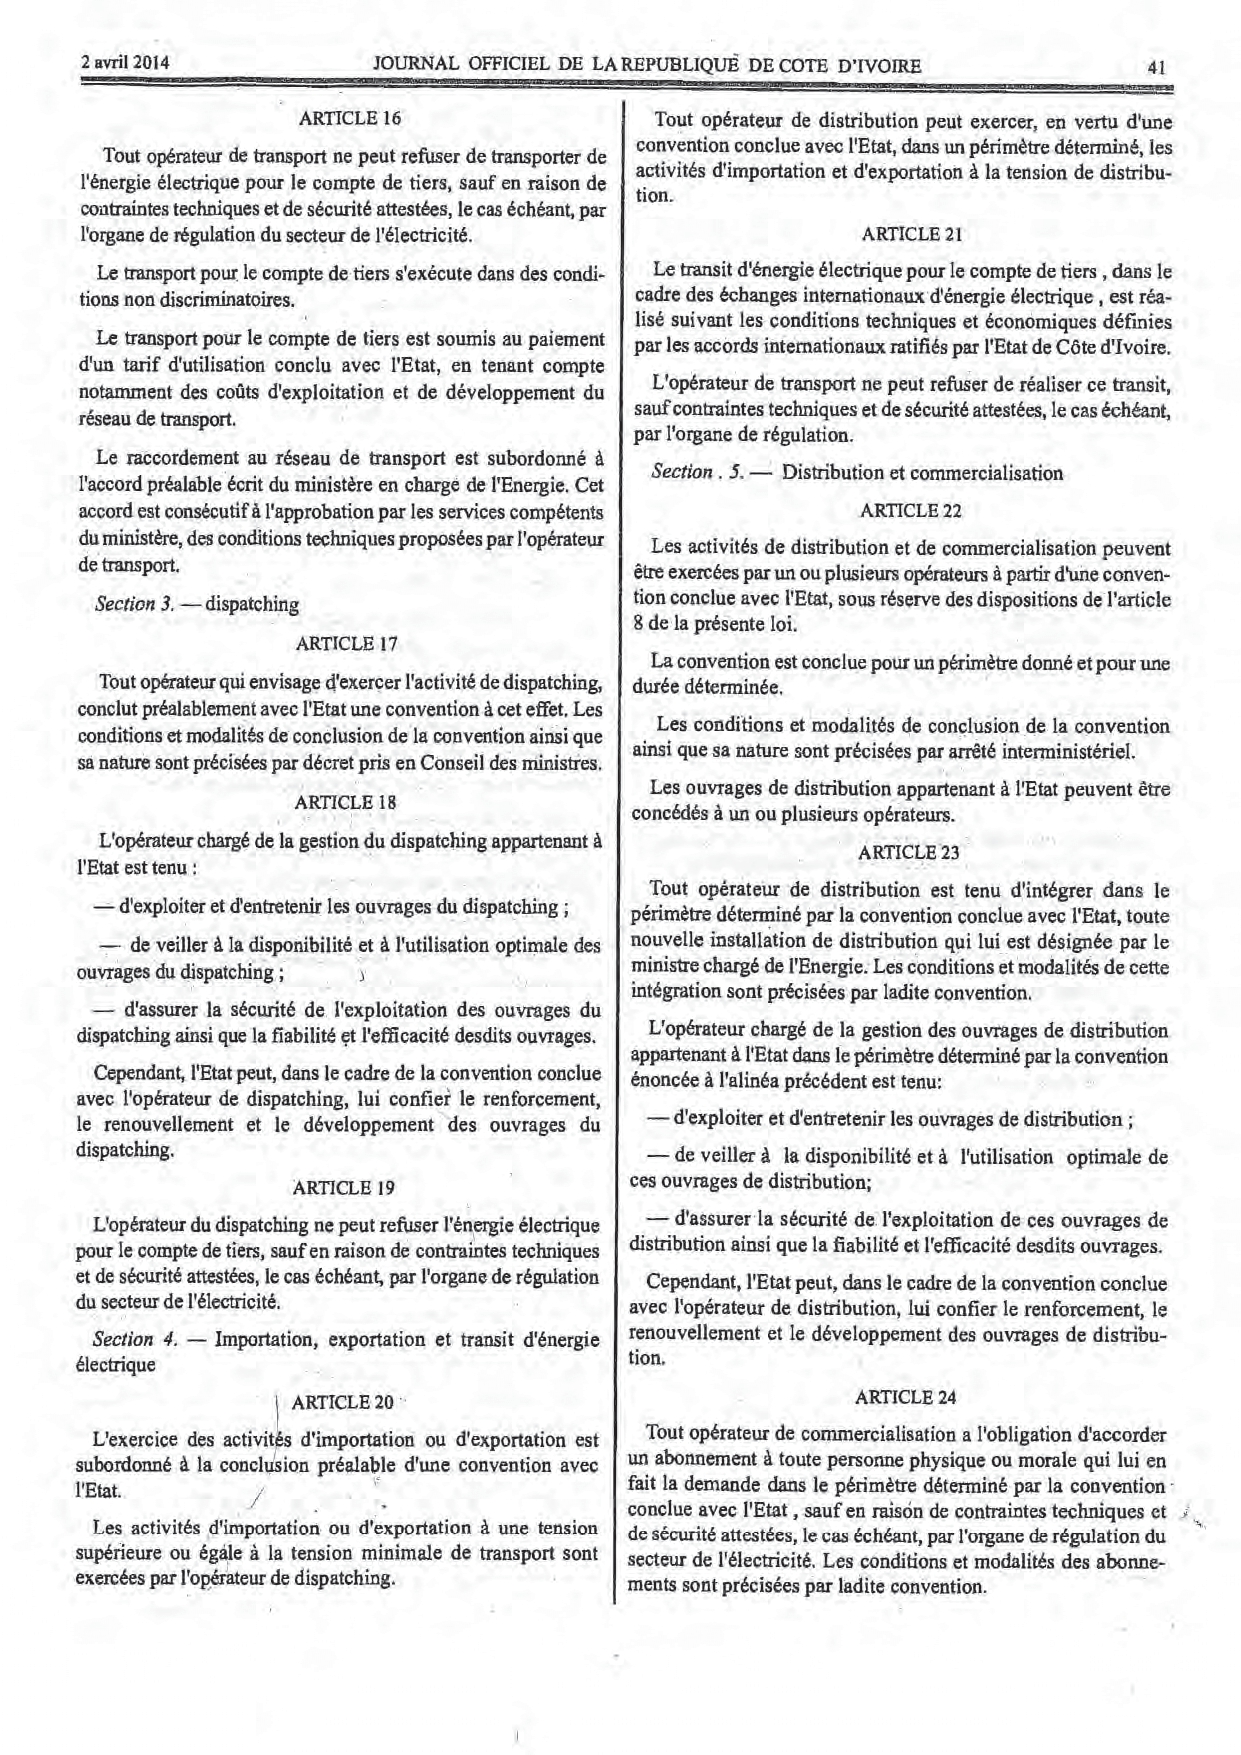 2 avril 2014 JOURNAL OFFICIEL DE LA REPUBLIQUE DE COTE D'IVOIRE 41
ARTICLE 16
Tout opérateur de transport ne peut refuser de transporter de
l'énergie électrique pour le compte de tiers, sauf en raison de
contraintes techniques et de sécurité attestées, le cas échéant, par
l'organe de régulation du secteur de l'électricité.
Le transport pour le compte de tiers s'exécute dans des condi-
tions non discriminatoires.
Le transport pour le compte de tiers est soumis au paiement
d'un tarif d'utilisation conclu avec l'Etat, en tenant compte
notamment des coûts d'exploitation et de développement du
réseau de transport.
Le raccordement au réseau de transport est subordonné à
l'accord préalable écrit du ministère en charge de l'Energie. Cet
accord est consécutif à l'approbation par les services compétents
du ministère, des conditions techniques proposées par l'opérateur
de transport.
Section 3. — dispatching
ARTICLE 17
Tout opérateur qui envisage d'exercer l'activité de dispatching,
conclut préalablement avec l'Etat une convention à cet effet. Les
conditions et modalités de conclusion de la convention ainsi que
sa nature sont précisées par décret pris en Conseil des ministres.
ARTICLE 18
L'opérateur chargé de la gestion du dispatching appartenant à
l'Etat est tenu :
— d'exploiter et d'entretenir les ouvrages du dispatching ;
— de veiller à la disponibilité et à l'utilisation optimale des
ouvrages du dispatching ;
— d'assurer la sécurité de l'exploitation des ouvrages du
dispatching ainsi que la fiabilité et l'efficacité desdits ouvrages.
Cependant, l'Etat peut, dans le cadre de la convention conclue
avec l'opérateur de dispatching, lui confier le renforcement,
le renouvellement et le développement des ouvrages du
dispatching.
ARTICLE 19
L'opérateur du dispatching ne peut refuser l'énergie électrique
pour le compte de tiers, sauf en raison de contraintes techniques
et de sécurité attestées, le cas échéant, par l'organe de régulation
du secteur de l'électricité.
Section 4. — Importation, exportation et transit d'énergie
électrique
ARTICLE 20
L'exercice des activités d'importation ou d'exportation est
subordonné à la conclusion préalable d'une convention avec
l'Etat.
Les activités d'importation ou d'exportation à une tension
supérieure ou égale à la tension minimale de transport sont
exercées par l'opérateur de dispatching.
Tout opérateur de distribution peut exercer, en vertu d'une
convention conclue avec l'Etat, dans un périmètre déterminé, les
activités d'importation et d'exportation à la tension de distribu-
tion.
ARTICLE 21
Le transit d'énergie électrique pour le compte de tiers , dans le
cadre des échanges internationaux d'énergie électrique , est réa-
lisé suivant les conditions techniques et économiques définies
par les accords internationaux ratifiés par l'Etat de Côte d'Ivoire.
L'opérateur de transport ne peut refuser de réaliser ce transit,
sauf contraintes techniques et de sécurité attestées, le cas échéant,
par l'organe de régulation.
Section . 5. — Distribution et commercialisation
ARTICLE 22
Les activités de distribution et de commercialisation peuvent
être exercées par un ou plusieurs opérateurs à partir d'une conven-
tion conclue avec l'Etat, sous réserve des dispositions de l'article
8 de la présente loi.
La convention est conclue pour un périmètre donné et pour une
durée déterminée.
Les conditions et modalités de conclusion de la convention
ainsi que sa nature sont précisées par arrêté interministériel.
Les ouvrages de distribution appartenant à l'Etat peuvent être
concédés à un ou plusieurs opérateurs.
ARTICLE 23
Tout opérateur de distribution est tenu d'intégrer dans le
périmètre déterminé par la convention conclue avec l'Etat, toute
nouvelle installation de distribution qui lui est désignée par le
ministre chargé de l'Energie. Les conditions et modalités de cette
intégration sont précisées par ladite convention.
L'opérateur chargé de la gestion des ouvrages de distribution
appartenant à l'Etat dans le périmètre déterminé par la convention
énoncée à l'alinéa précédent est tenu:
— d'exploiter et d'entretenir les ouvrages de distribution ;
— de veiller à la disponibilité et à l'utilisation optimale de
ces ouvrages de distribution;
— d'assurer la sécurité de l'exploitation de ces ouvrages de
distribution ainsi que la fiabilité et l'efficacité desdits ouvrages.
Cependant, l'Etat peut, dans le cadre de la convention conclue
avec l'opérateur de distribution, lui confier le renforcement, le
renouvellement et le développement des ouvrages de distribu-
tion.
ARTICLE 24
Tout opérateur de commercialisation a l'obligation d'accorder
un abonnement à toute personne physique ou morale qui lui en
fait la demande dans le périmètre déterminé par la convention
conclue avec l'Etat , sauf en raison de contraintes techniques et
de sécurité attestées, le cas échéant, par l'organe de régulation du
secteur de l'électricité. Les conditions et modalités des abonne-
ments sont précisées par ladite convention.